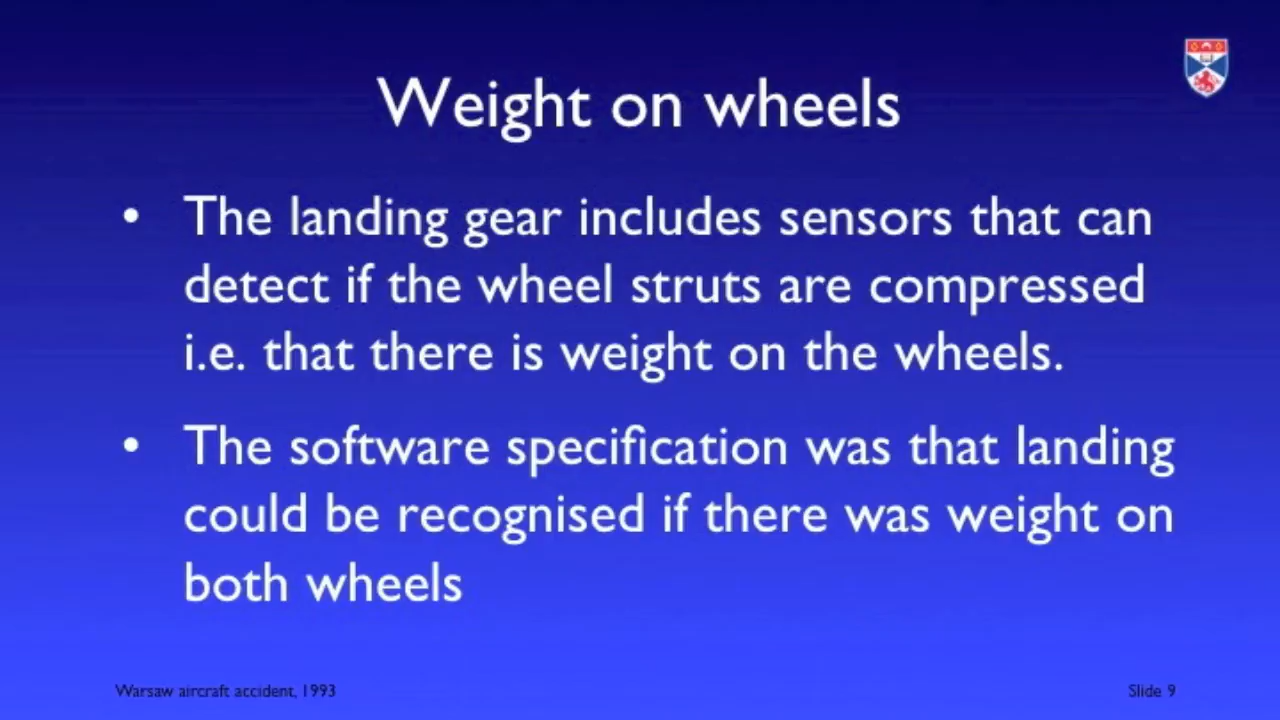 Weight on wheels
• The landing gear includes sensors that can
detect if the wheel struts are compressed
i.e. that there is weight on the wheels.
• The software specification was that landing
could be recognised if there was weight on
both wheels
Warsaw aircraft accident, 1993
Slide 9